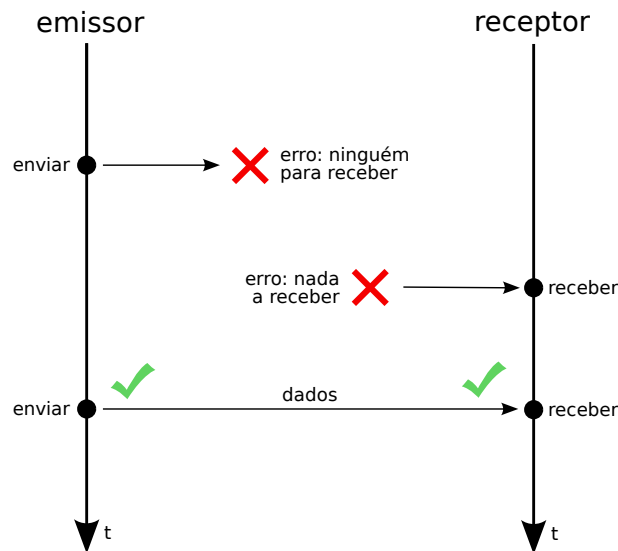 emissor
receptor
enviar
erro: ninguém
para receber
erro: nada
a receber
receber
enviar
dados
receber
t
t